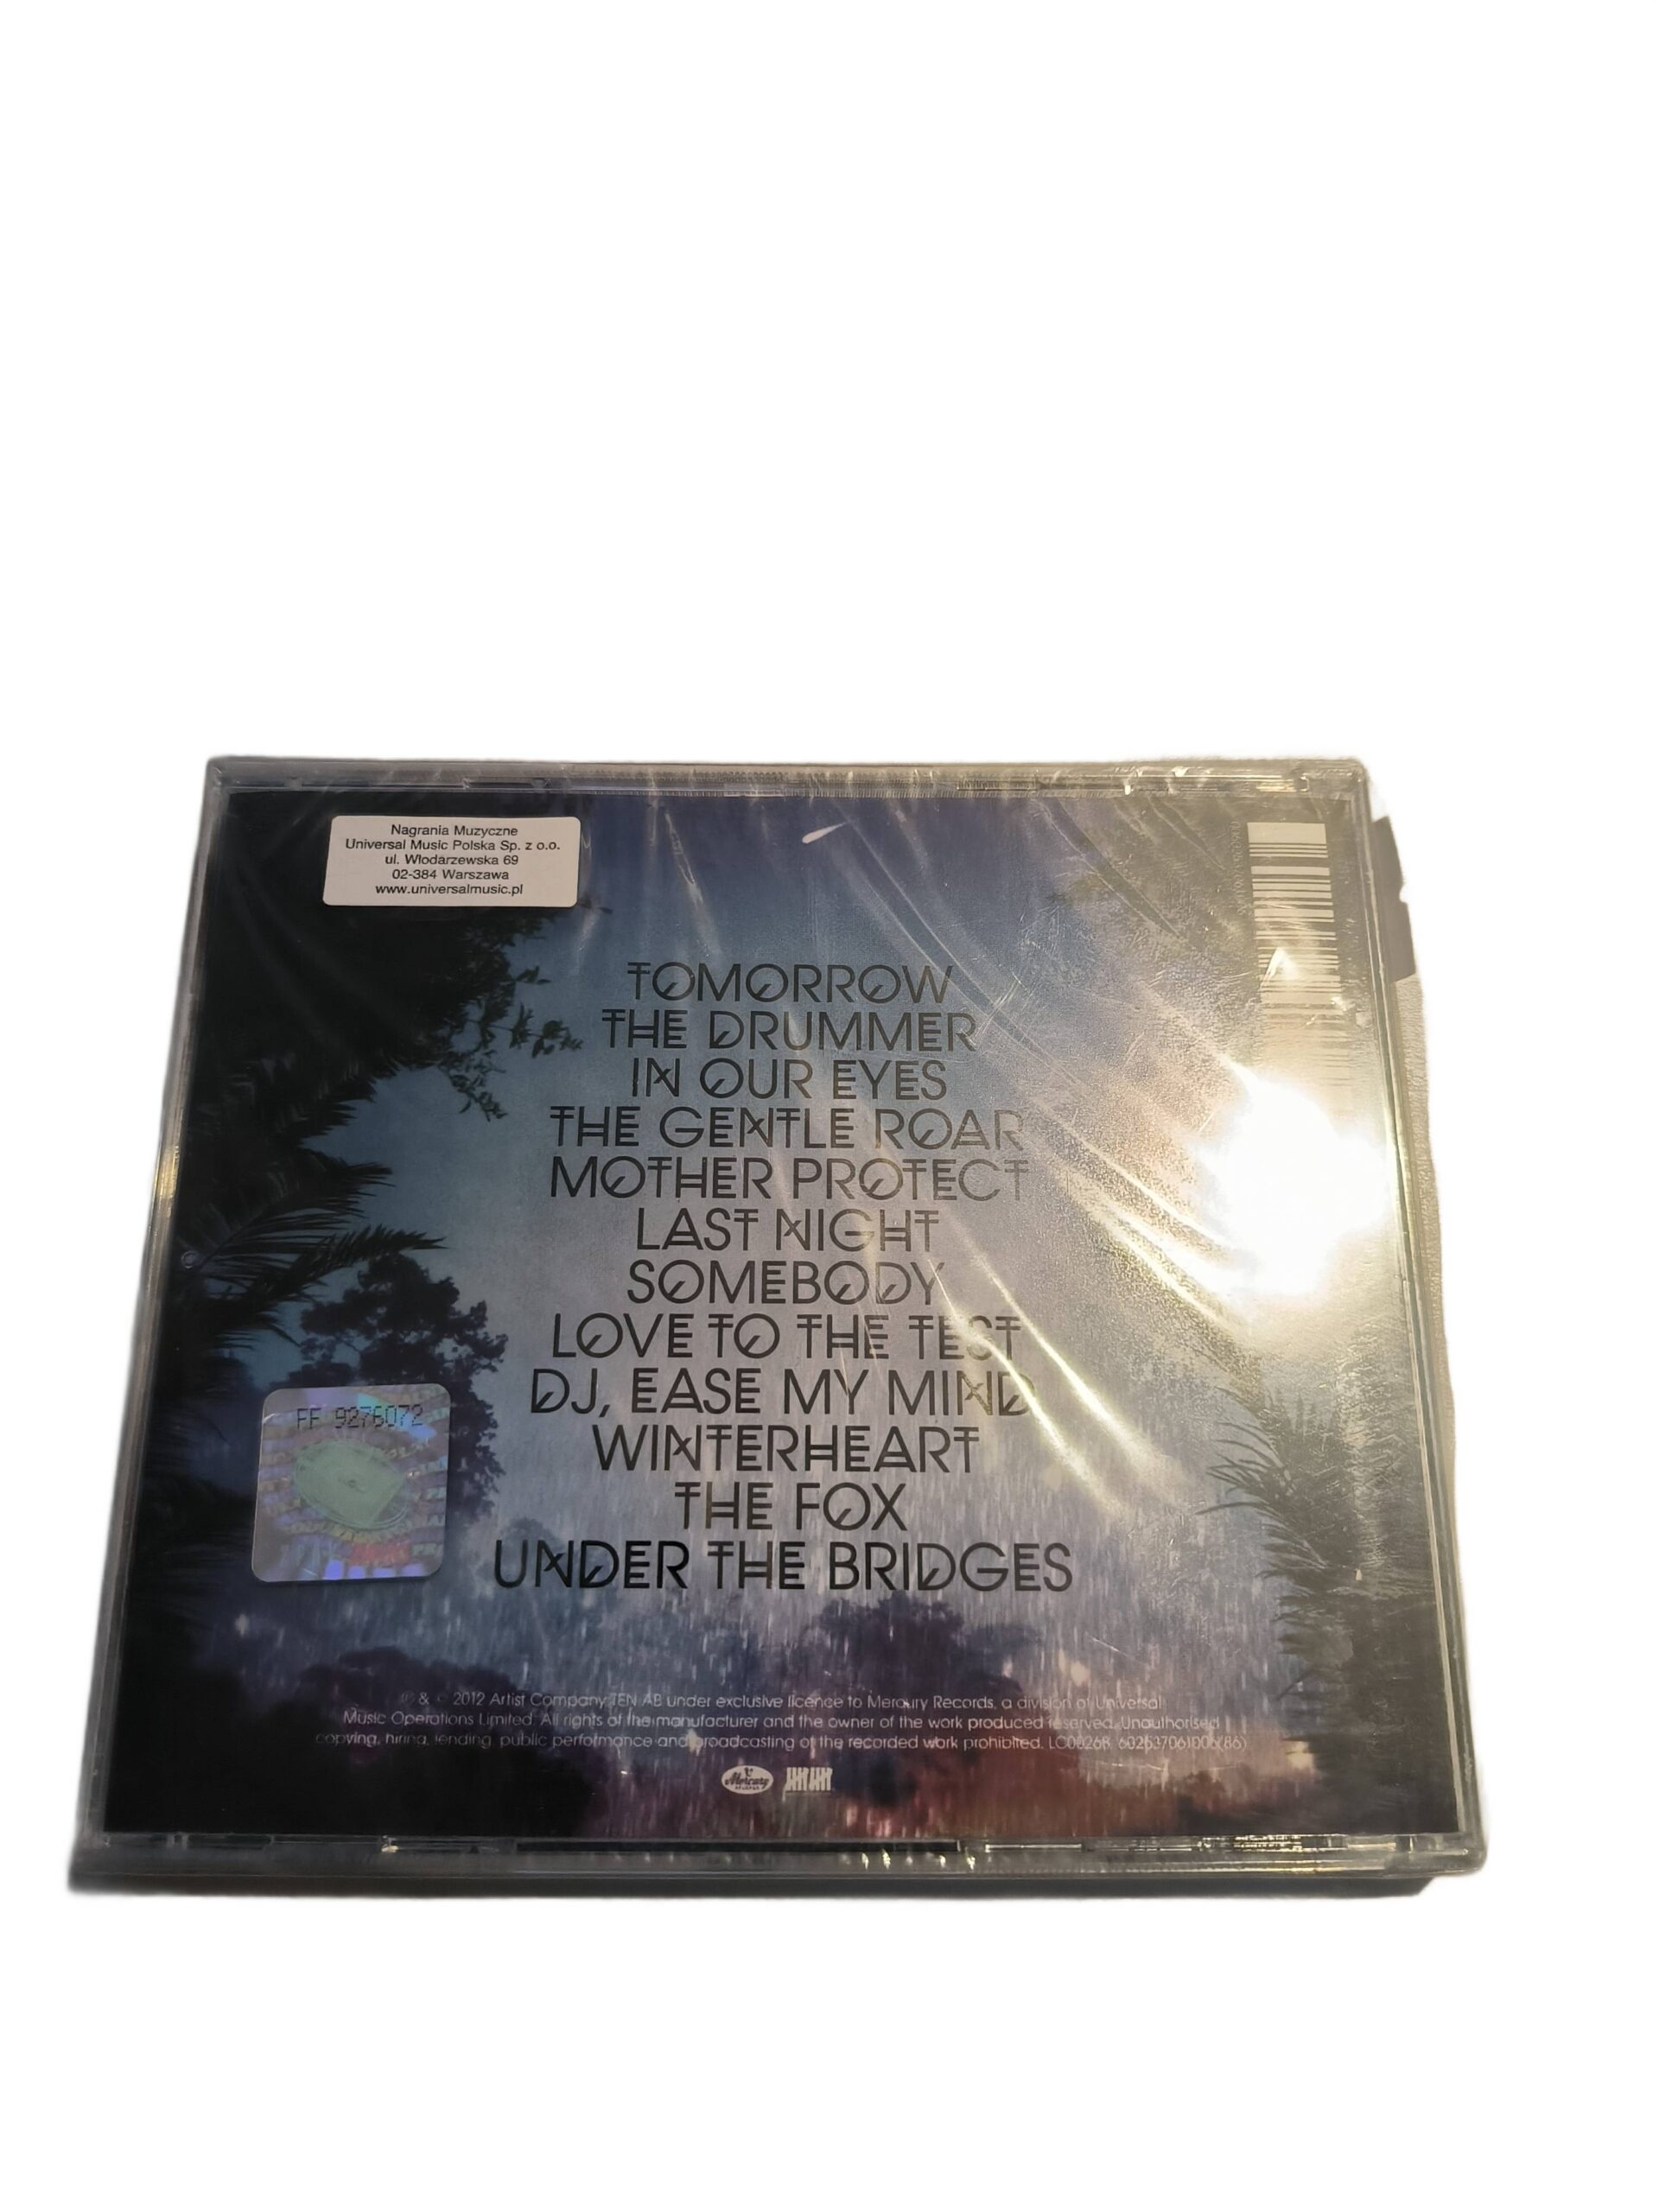 Nagrania Muzyczne
Universal Music Polska Sp. z o.o.
ul. Włodarzewska 69
02-384 Warszawa
www.universalmusic.pl
TOMORROW
THE DRUMMER
IN OUR EYES
THE GENTLE ROAR
MOTHER PROTECT
LAST NIGHT
SOMEBODY
LOVE TO THE TEST
DJ, EASE MY MIND
WINTERHEART
THE FOX
UNDER THE BRIDGES
FF 9276072
℗ & © 2012 Artist Company TEN AB under exclusive licence to Mercury Records, a division of Universal
Music Operations Limited. All rights of the manufacturer and the owner of the work produced reserved. Unauthorised
copying, hiring, lending, public performance and broadcasting of the recorded work prohibited. LC00268
Mercury